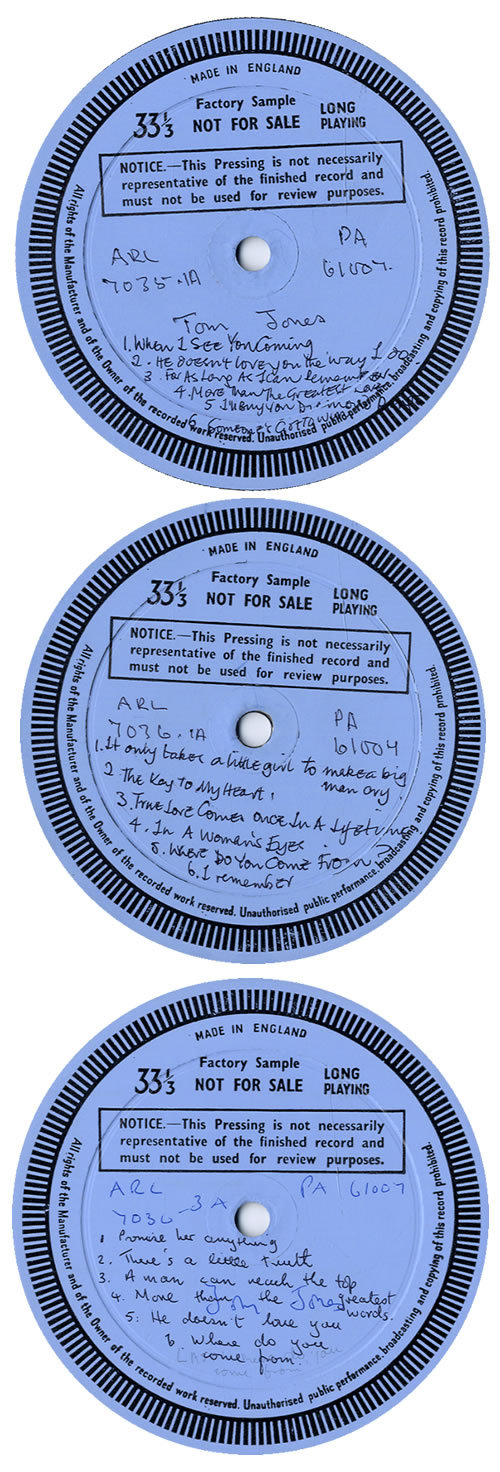 MADE IN ENGLAND
Factory Sample
33⅓ NOT FOR SALE LONG PLAYING
NOTICE.—This Pressing is not necessarily
representative of the finished record and
must not be used for review purposes.
ARL PA
7035.1A 61007.
Tom Jones
1. When I See You Coming
2. HE DOESN'T love you the way I Do
3. For As Long As I Can Remember
4. MORE Than The GREATEST
5
6. Someone's GOTTA
All rights of the Manufacturer and of the Owner of the recorded work reserved. Unauthorised public performance, broadcasting and copying of this record prohibited.
MADE IN ENGLAND
Factory Sample
33⅓ NOT FOR SALE LONG PLAYING
NOTICE.—This Pressing is not necessarily
representative of the finished record and
must not be used for review purposes.
ARL PA
7036.1A 61007
1. It only takes a little girl to make a big
man cry.
2 The Key To My Heart.
3. True Love Comes Once In A Lifetime
4. In A Woman's Eyes
5. WHERE DO YOU COME From?
6. I remember
All rights of the Manufacturer and of the Owner of the recorded work reserved. Unauthorised public performance, broadcasting and copying of this record prohibited.
MADE IN ENGLAND
Factory Sample
33⅓ NOT FOR SALE LONG PLAYING
NOTICE.—This Pressing is not necessarily
representative of the finished record and
must not be used for review purposes.
ARL PA 61007
7036 -3A
1 Promise her anything
2. There's a little truth
3. A man can reach the top
4. More than the greatest
words.
Tom Jones
5. He doesn't love you
6. Where do you
come from.
come from
All rights of the Manufacturer and of the Owner of the recorded work reserved. Unauthorised public performance, broadcasting and copying of this record prohibited.